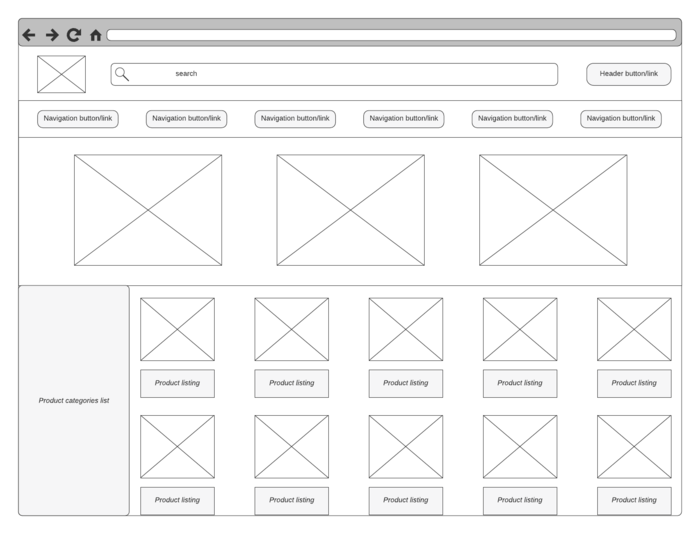 search
Header button/link
Navigation button/link Navigation button/link Navigation button/link Navigation button/link Navigation button/link Navigation button/link
Product categories list
Product listing Product listing Product listing Product listing Product listing
Product listing Product listing Product listing Product listing Product listing